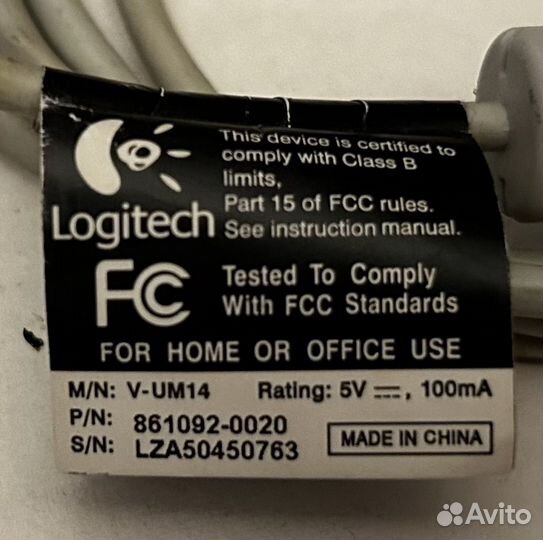 This device is certified to
comply with Class B
limits,
Part 15 of FCC rules.
Logitech See instruction manual.
FC Tested To Comply
With FCC Standards
FOR HOME OR OFFICE USE
M/N: V-UM14 Rating: 5V ⎓, 100mA
P/N: 861092-0020
S/N: LZA50450763 MADE IN CHINA
Avito